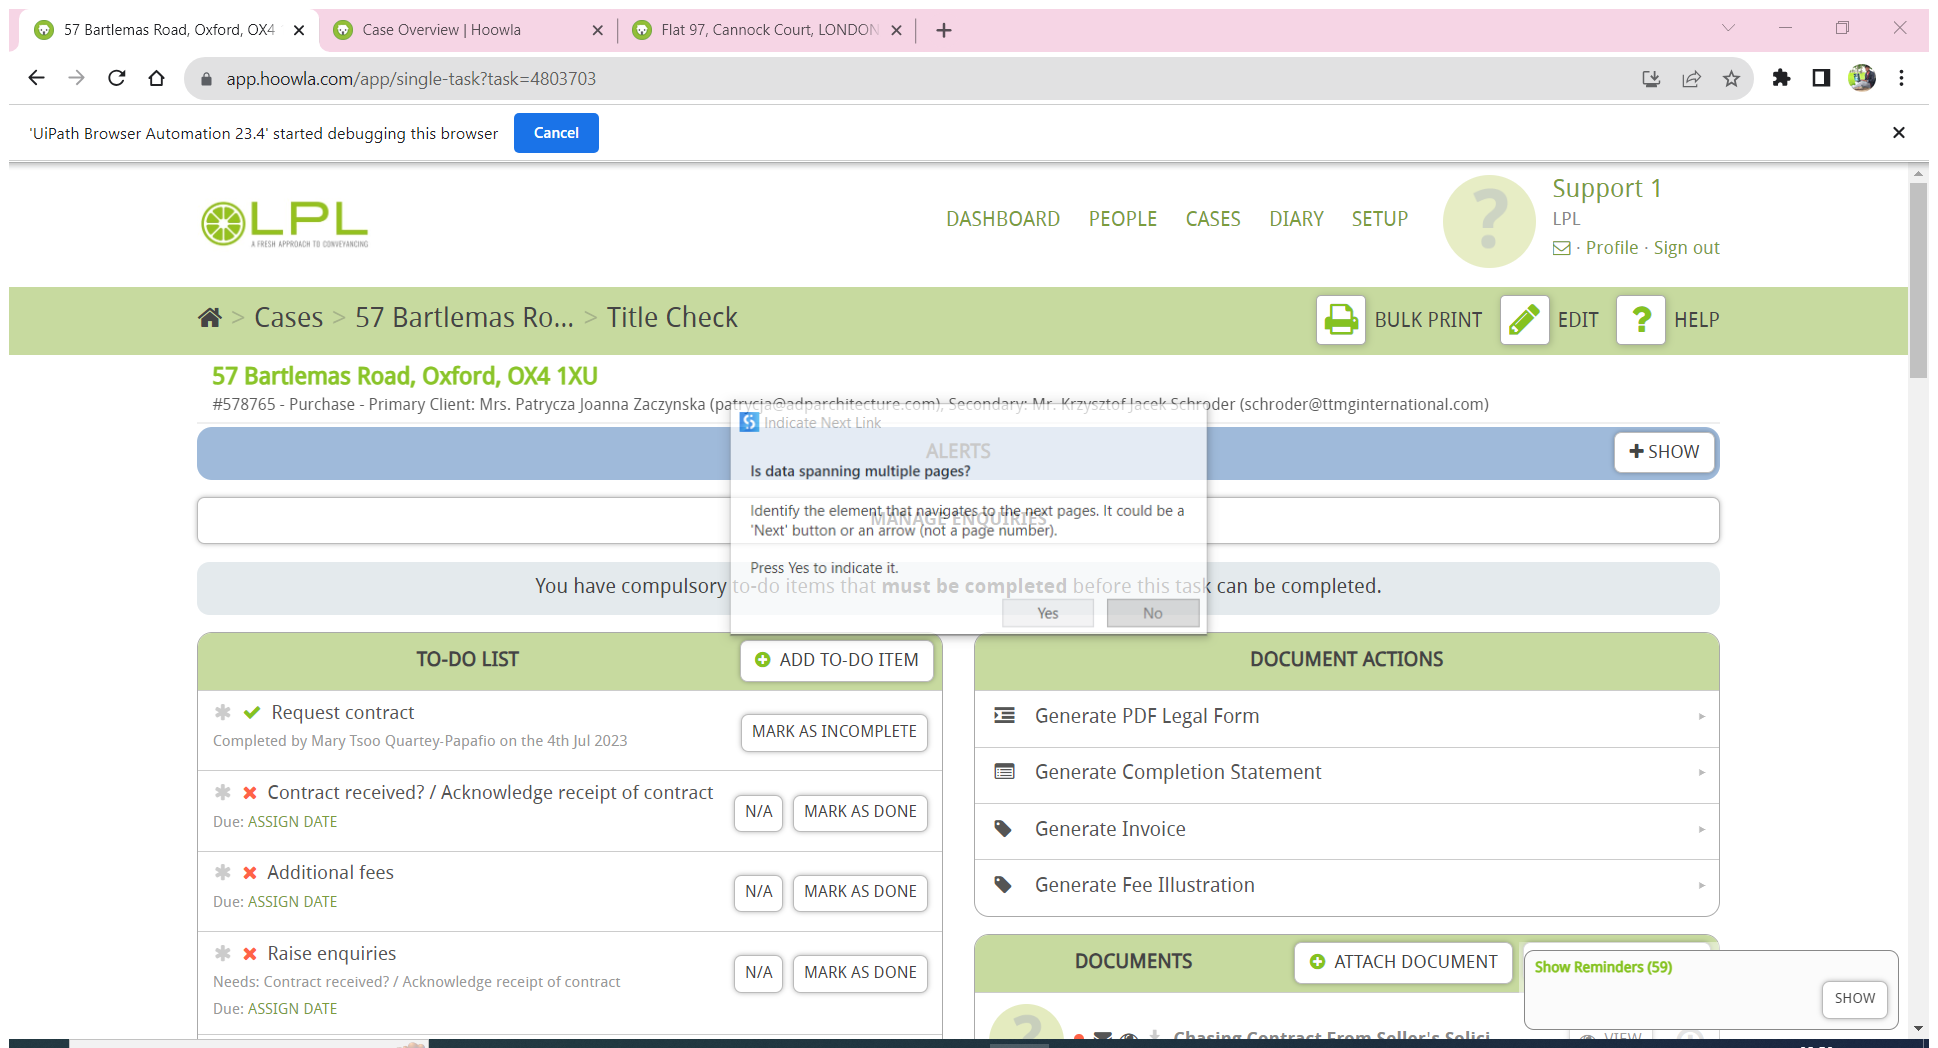 57 Bartlemas Road, Oxford, OX4
Case Overview | Hoowla
Flat 97, Cannock Court, LONDON
app.hoowla.com/app/single-task?task=4803703
'UiPath Browser Automation 23.4' started debugging this browser
Cancel
LPL
A FRESH APPROACH TO CONVEYANCING
DASHBOARD PEOPLE CASES DIARY SETUP
Support 1
LPL
· Profile · Sign out
> Cases > 57 Bartlemas Ro... > Title Check
BULK PRINT EDIT ? HELP
57 Bartlemas Road, Oxford, OX4 1XU
#578765 - Purchase - Primary Client: Mrs. Patrycza Joanna Zaczynska (patrycja@adparchitecture.com), Secondary: Mr. Krzysztof Jacek Schroder (schroder@ttmginternational.com)
Indicate Next Link
ALERTS
SHOW
Is data spanning multiple pages?
Identify the element that navigates to the next pages. It could be a
MANAGE ENQUIRIES
'Next' button or an arrow (not a page number).
Press Yes to indicate it.
You have compulsory to-do items that must be completed before this task can be completed.
Yes No
TO-DO LIST
ADD TO-DO ITEM
Request contract
Completed by Mary Tsoo Quartey-Papafio on the 4th Jul 2023
MARK AS INCOMPLETE
Contract received? / Acknowledge receipt of contract
Due: ASSIGN DATE
N/A MARK AS DONE
Additional fees
Due: ASSIGN DATE
N/A MARK AS DONE
Raise enquiries
Needs: Contract received? / Acknowledge receipt of contract
Due: ASSIGN DATE
N/A MARK AS DONE
DOCUMENT ACTIONS
Generate PDF Legal Form
Generate Completion Statement
Generate Invoice
Generate Fee Illustration
DOCUMENTS
ATTACH DOCUMENT
Chasing Contract From Seller's Solici
VIEW
Show Reminders (59)
SHOW